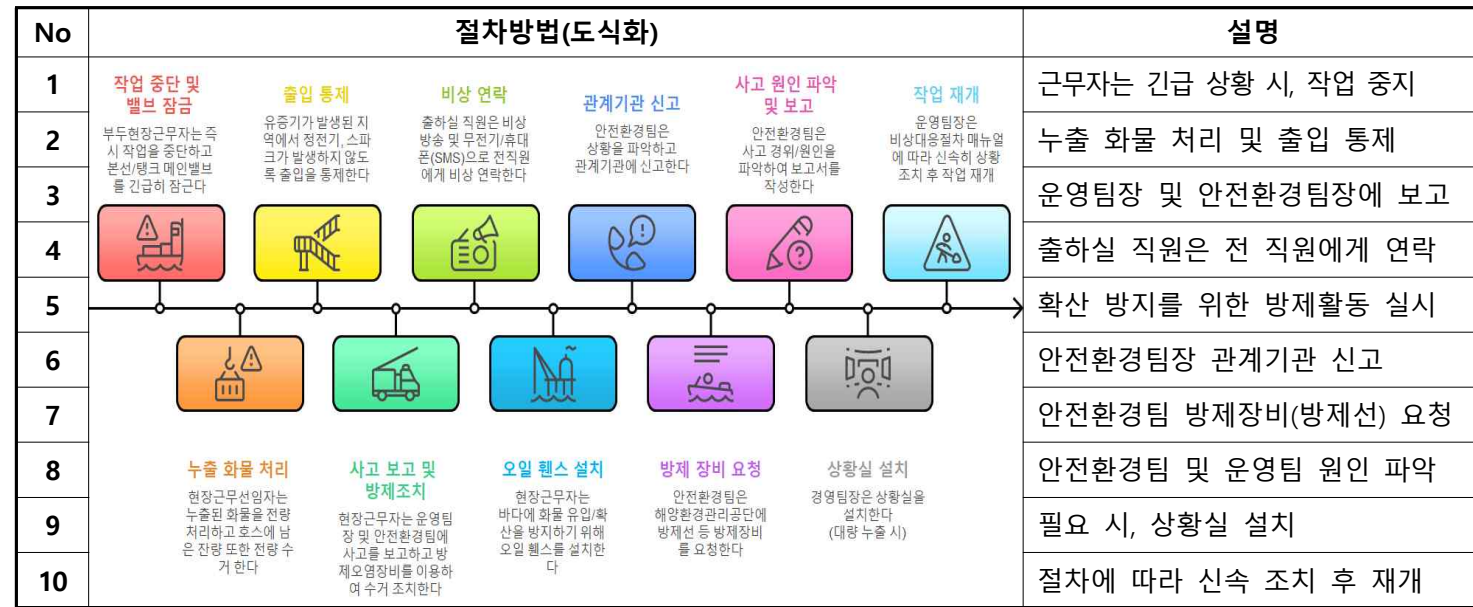 No
절차방법(도식화)
설명
1
2
3
4
5
6
7
8
9
10
작업 중단 및
밸브 잠금
부두현장근무자는 즉
시 작업을 중단하고
본선/탱크 메인밸브
를 긴급히 잠근다
출입 통제
유증기가 발생된 지
역에서 정전기, 스파
크가 발생하지 않도
록 출입을 통제한다
비상 연락
출하실 직원은 비상
방송 및 무전기/휴대
폰(SMS)으로 전직원
에게 비상 연락한다
관계기관 신고
안전환경팀은
상황을 파악하고
관계기관에 신고한다
사고 원인 파악
및 보고
안전환경팀은
사고 경위/원인을
파악하여 보고서를
작성한다
작업 재개
운영팀장은
비상대응절차 매뉴얼
에 따라 신속히 상황
조치 후 작업 재개
누출 화물 처리
현장근무선임자는
누출된 화물을 전량
처리하고 호스에 남
은 잔량 또한 전량 수
거 한다
사고 보고 및
방제조치
현장근무자는 운영팀
장 및 안전환경팀에
사고를 보고하고 방
제오염장비를 이용하
여 수거 조치한다
오일 휀스 설치
현장근무자는
바다에 화물 유입/확
산을 방지하기 위해
오일 휀스를 설치한
다
방제 장비 요청
안전환경팀은
해양환경관리공단에
방제선 등 방제장비
를 요청한다
상황실 설치
경영팀장은 상황실을
설치한다
(대량 누출 시)
근무자는 긴급 상황 시, 작업 중지
누출 화물 처리 및 출입 통제
운영팀장 및 안전환경팀장에 보고
출하실 직원은 전 직원에게 연락
확산 방지를 위한 방제활동 실시
안전환경팀장 관계기관 신고
안전환경팀 방제장비(방제선) 요청
안전환경팀 및 운영팀 원인 파악
필요 시, 상황실 설치
절차에 따라 신속 조치 후 재개